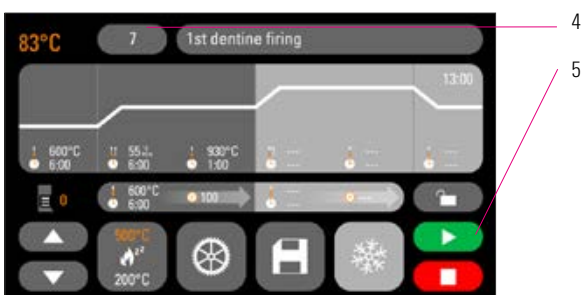 83°C 7 1st dentine firing 4
5
13:00
600°C 55 930°C --- --- ---
6:00 6:00 1:00
0 600°C 100 --- ---
6:00
500°C
200°C